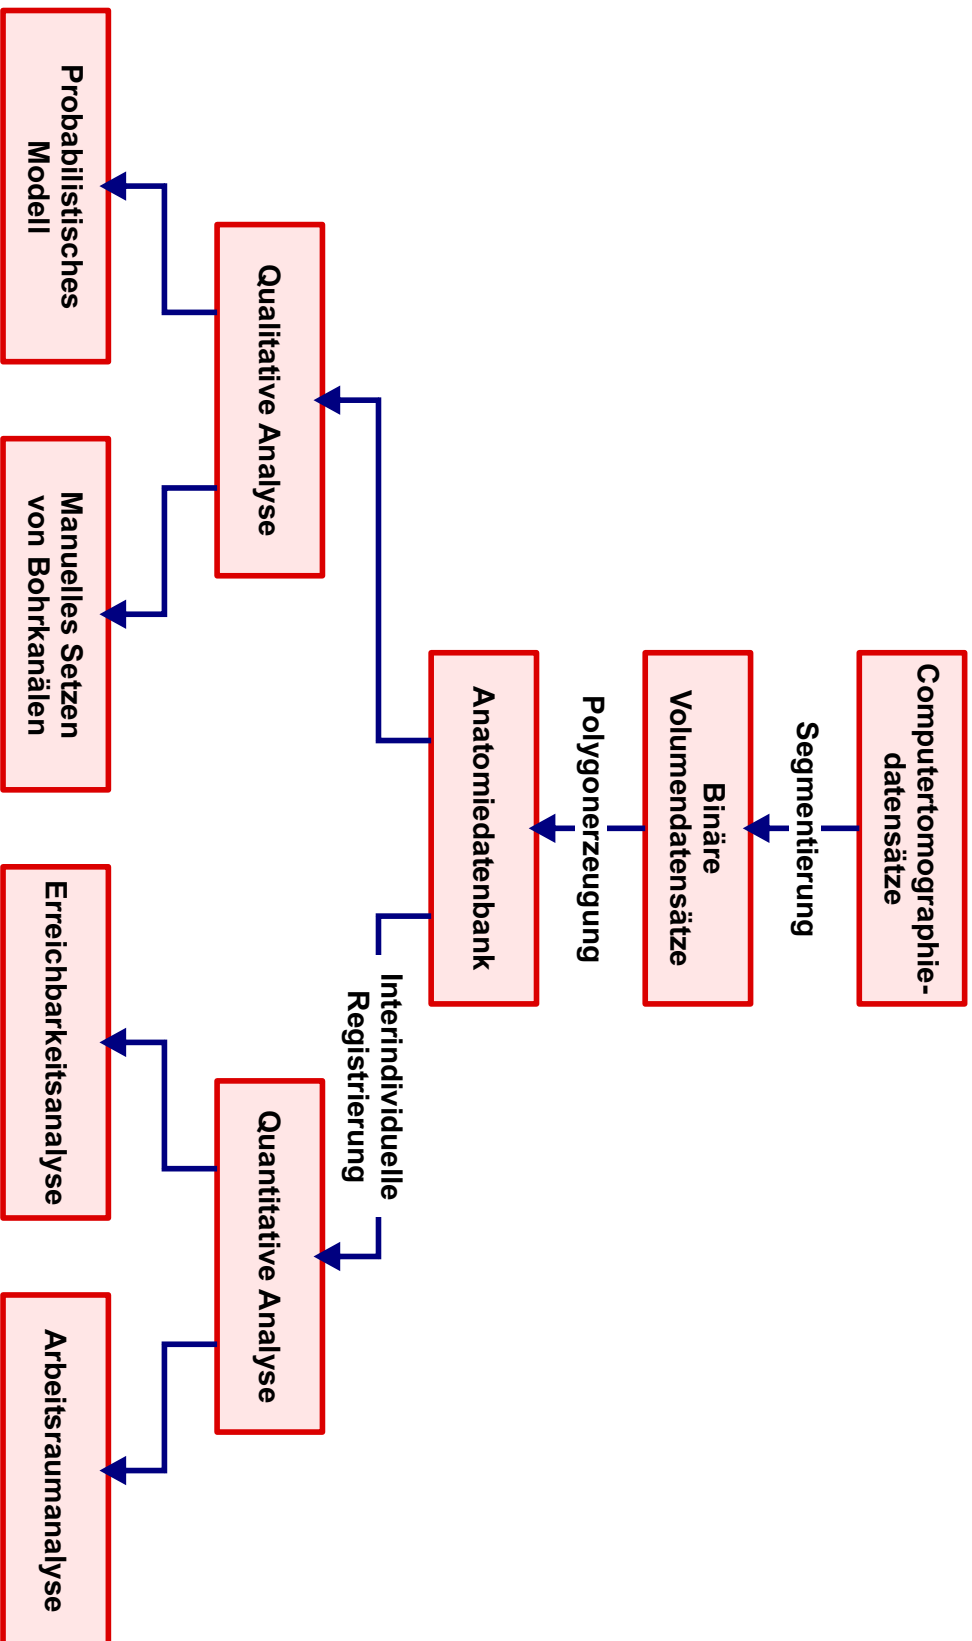 Computertomographie-
datensätze
Segmentierung
Binäre
Volumendatensätze
Polygonerzeugung
Anatomiedatenbank
Interindividuelle
Registrierung
Qualitative Analyse
Quantitative Analyse
Probabilistisches
Modell
Manuelles Setzen
von Bohrkanälen
Erreichbarkeitsanalyse
Arbeitsraumanalyse